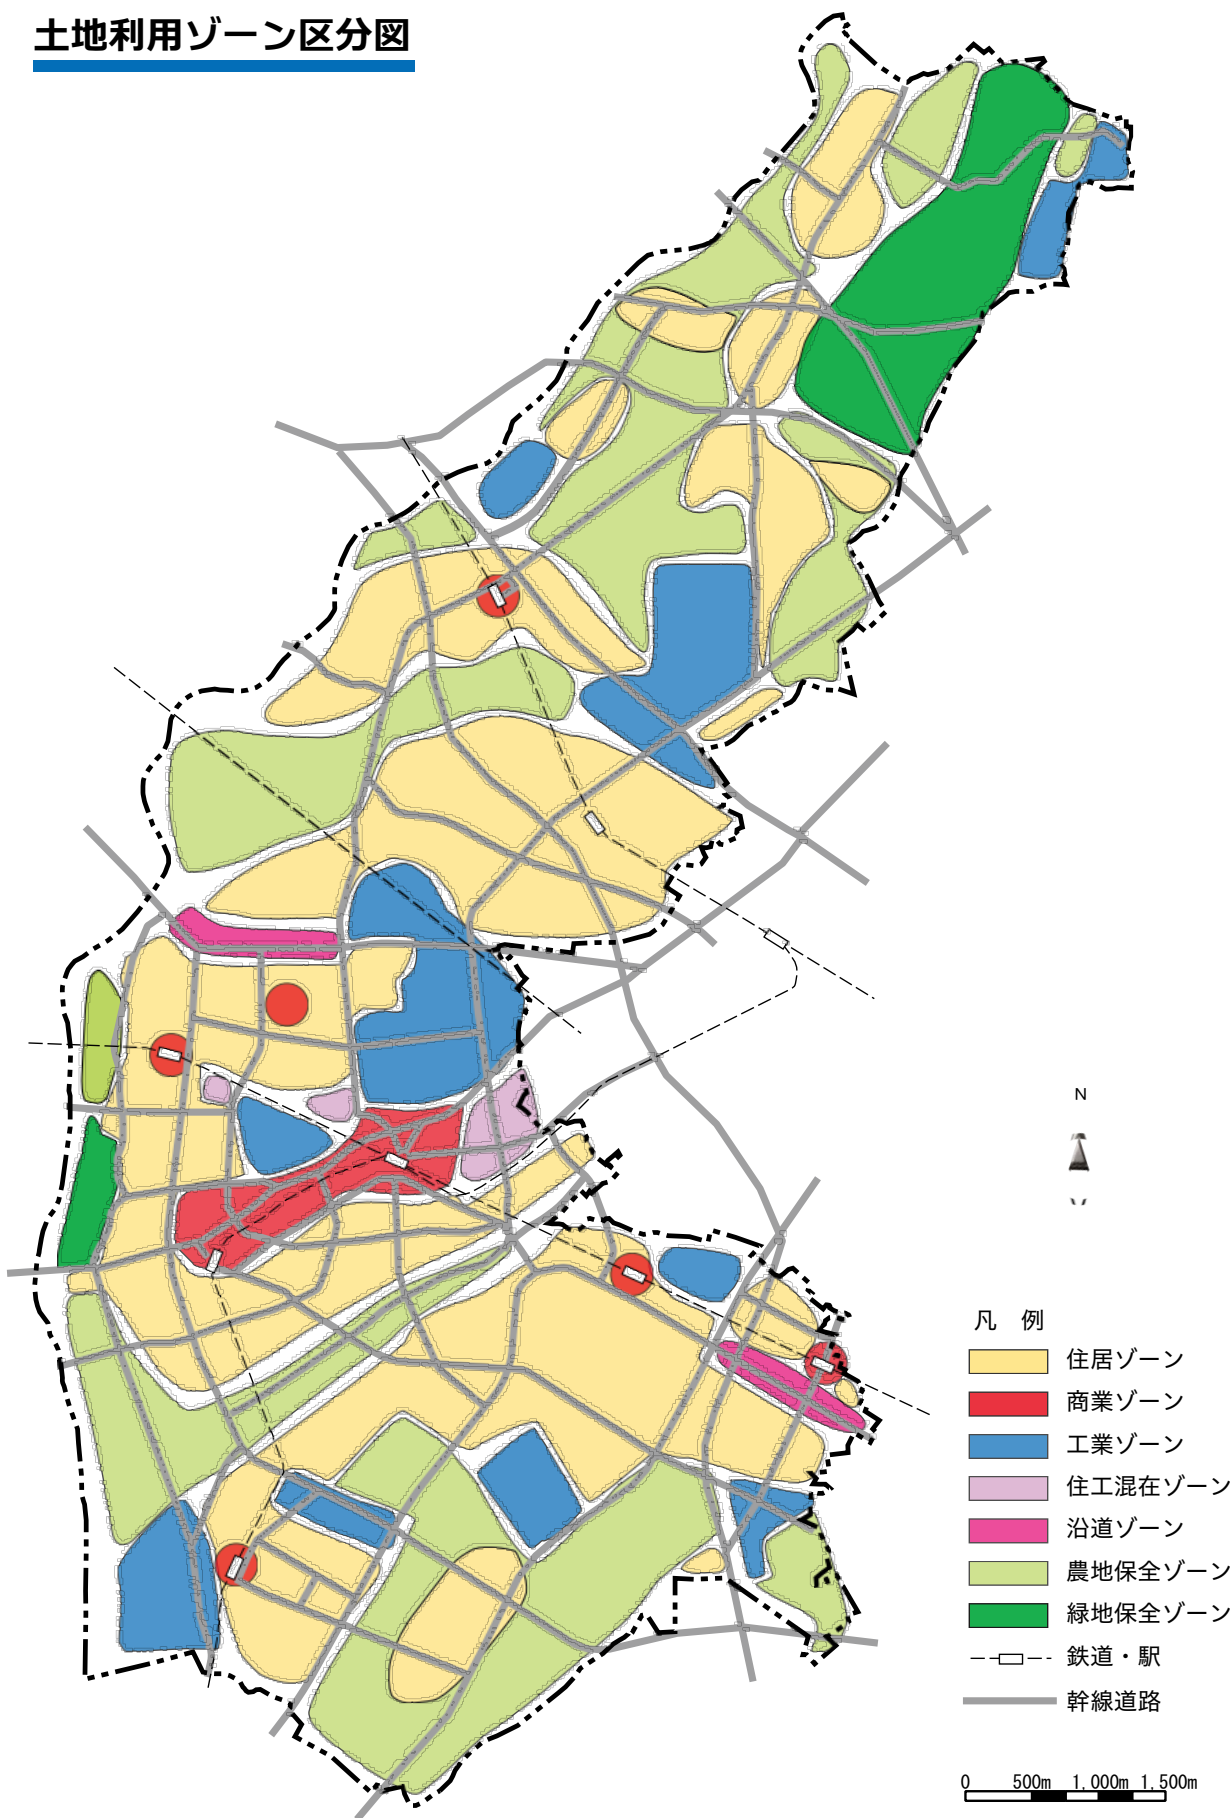 土地利用ゾーン区分図
N
凡　例
住居ゾーン
商業ゾーン
工業ゾーン
住工混在ゾーン
沿道ゾーン
農地保全ゾーン
緑地保全ゾーン
鉄道・駅
幹線道路
0 500m 1,000m 1,500m